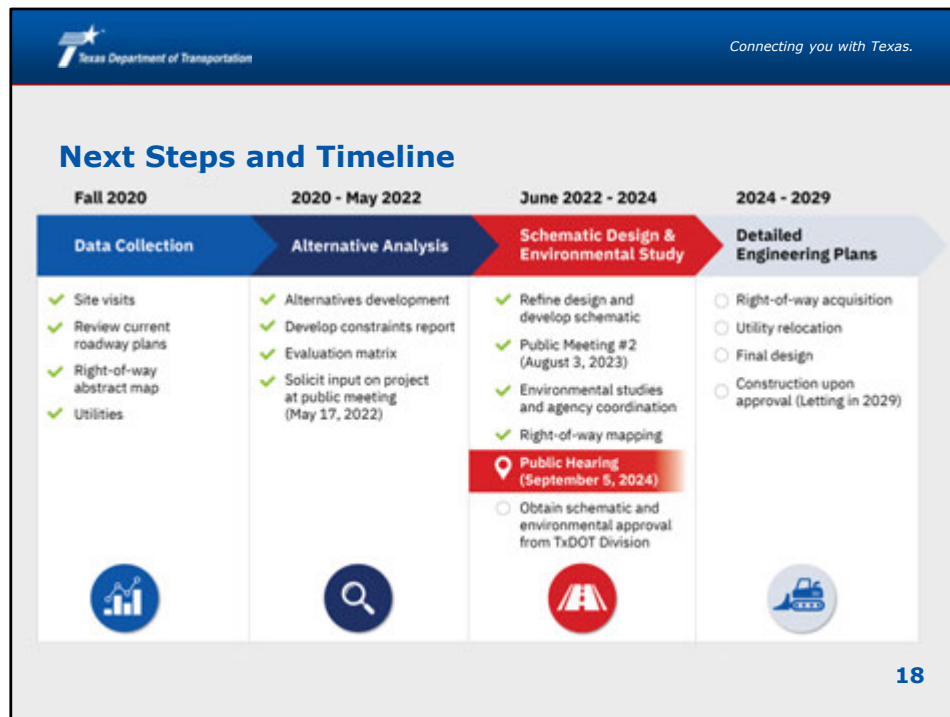 Texas Department of Transportation
Connecting you with Texas.
Next Steps and Timeline
Fall 2020
Data Collection
Site visits
Review current
roadway plans
Right-of-way
abstract map
Utilities
2020 - May 2022
Alternative Analysis
Alternatives development
Develop constraints report
Evaluation matrix
Solicit input on project
at public meeting
(May 17, 2022)
June 2022 - 2024
Schematic Design &
Environmental Study
Refine design and
develop schematic
Public Meeting #2
(August 3, 2023)
Environmental studies
and agency coordination
Right-of-way mapping
Public Hearing
(September 5, 2024)
Obtain schematic and
environmental approval
from TxDOT Division
2024 - 2029
Detailed
Engineering Plans
Right-of-way acquisition
Utility relocation
Final design
Construction upon
approval (Letting in 2029)
18